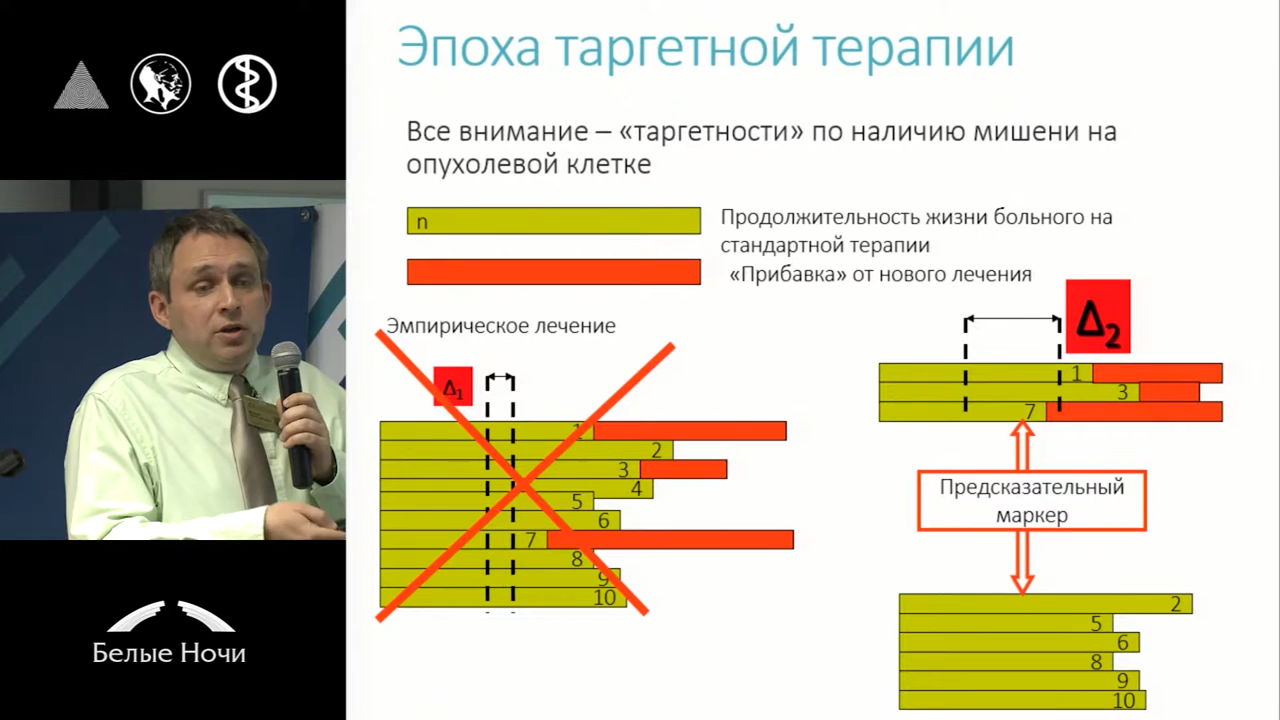 Эпоха таргетной терапии
Все внимание – «таргетности» по наличию мишени на
опухолевой клетке
n
Продолжительность жизни больного на
стандартной терапии
«Прибавка» от нового лечения
Эмпирическое лечение
Δ1
1
2
3
4
5
6
7
8
9
10
Δ2
1
3
7
Предсказательный
маркер
2
5
6
8
9
10
Белые Ночи